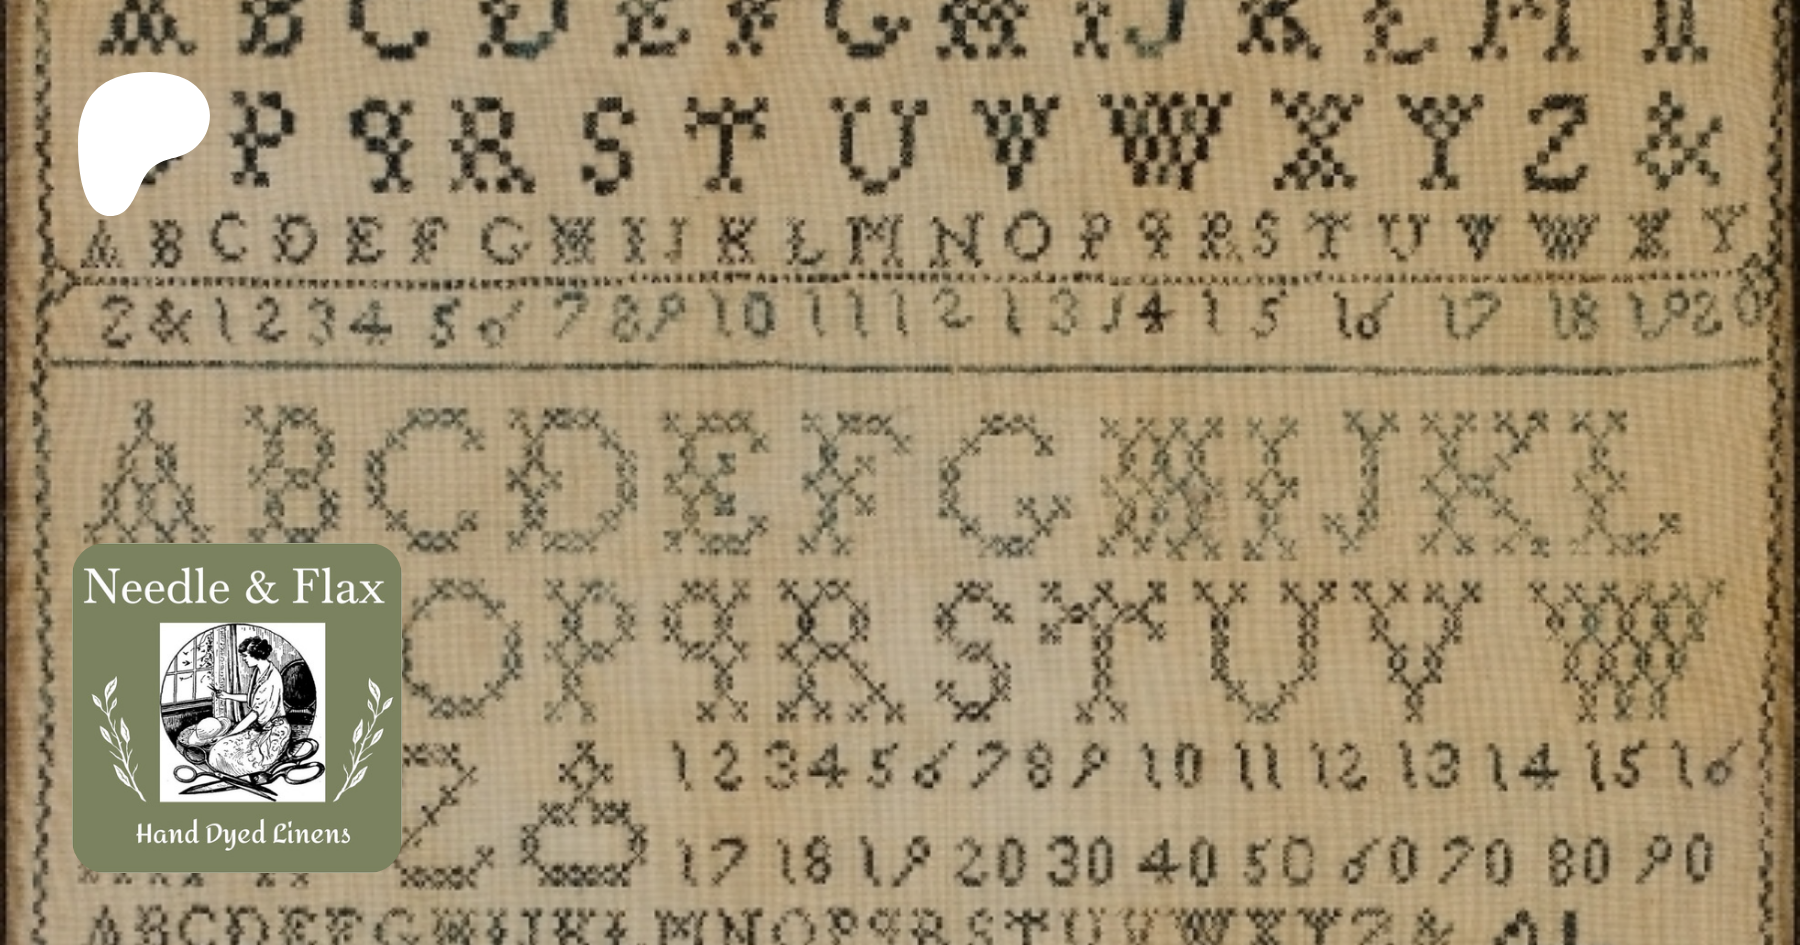 A B C D E F G H I J K L M N
P Q R S T U V W X Y Z &
A B C D E F G H I J K L M N O P Q R S T U V W X Y
Z & 1 2 3 4 5 6 7 8 9 10 11 12 13 14 15 16 17 18 19 20
A B C D E F G H I J K L
O P Q R S T U V W
Z 1 2 3 4 5 6 7 8 9 10 11 12 13 14 15 16
17 18 19 20 30 40 50 60 70 80 90
A B C D E F G H I J K L M N O P Q R S T U V W X Y Z &
Needle & Flax
Hand Dyed Linens